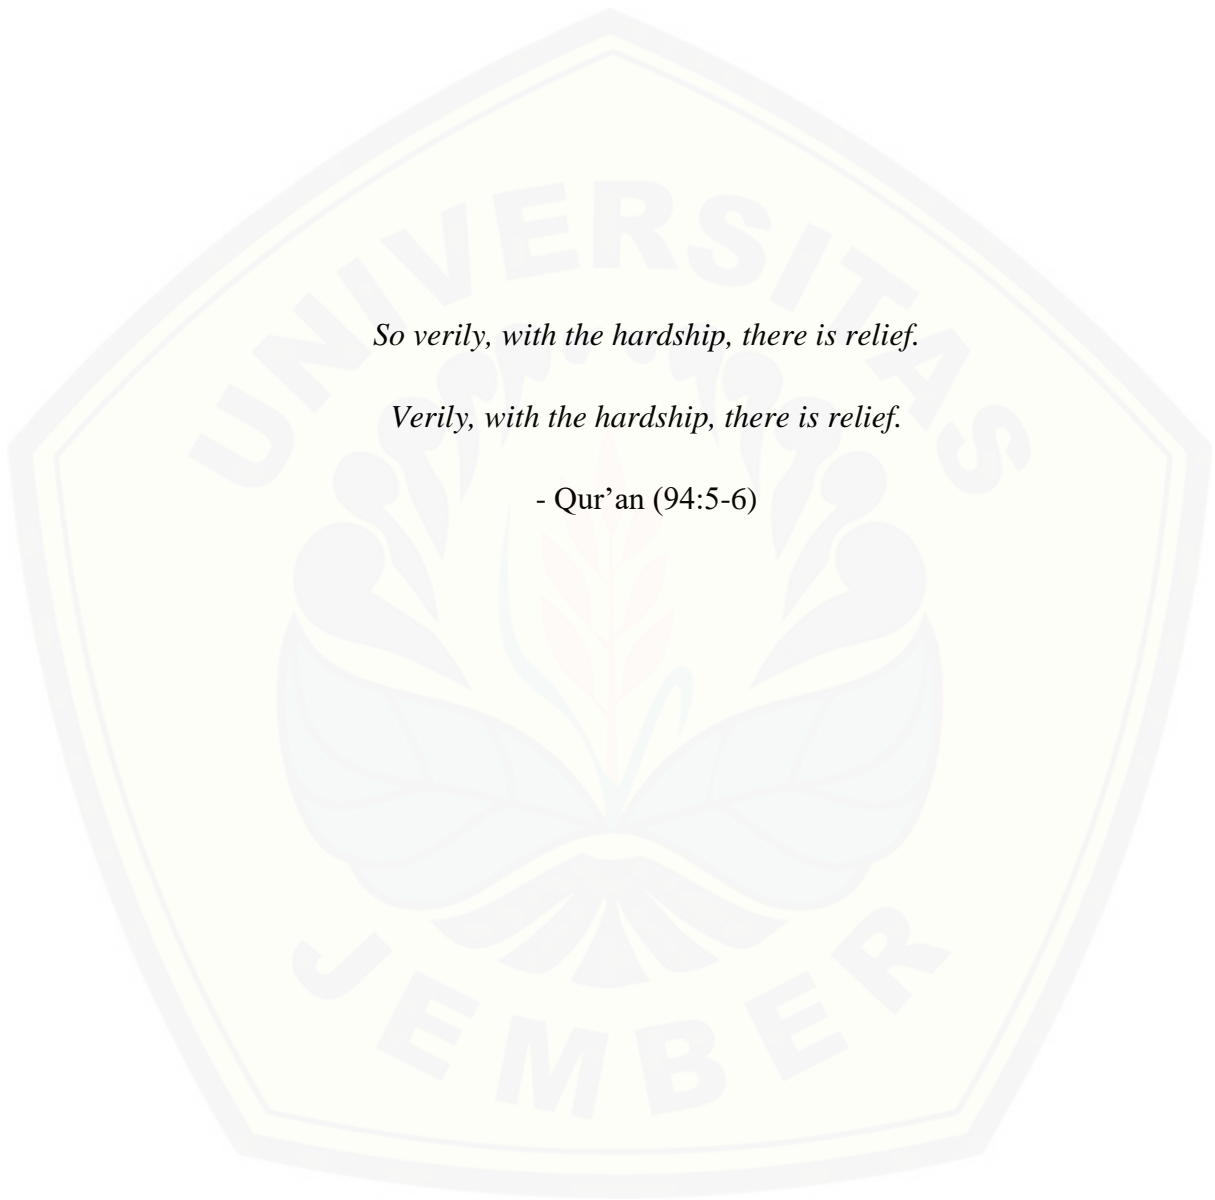 UNIVERSITAS
So verily, with the hardship, there is relief.
Verily, with the hardship, there is relief.
- Qur’an (94:5-6)
JEMBER